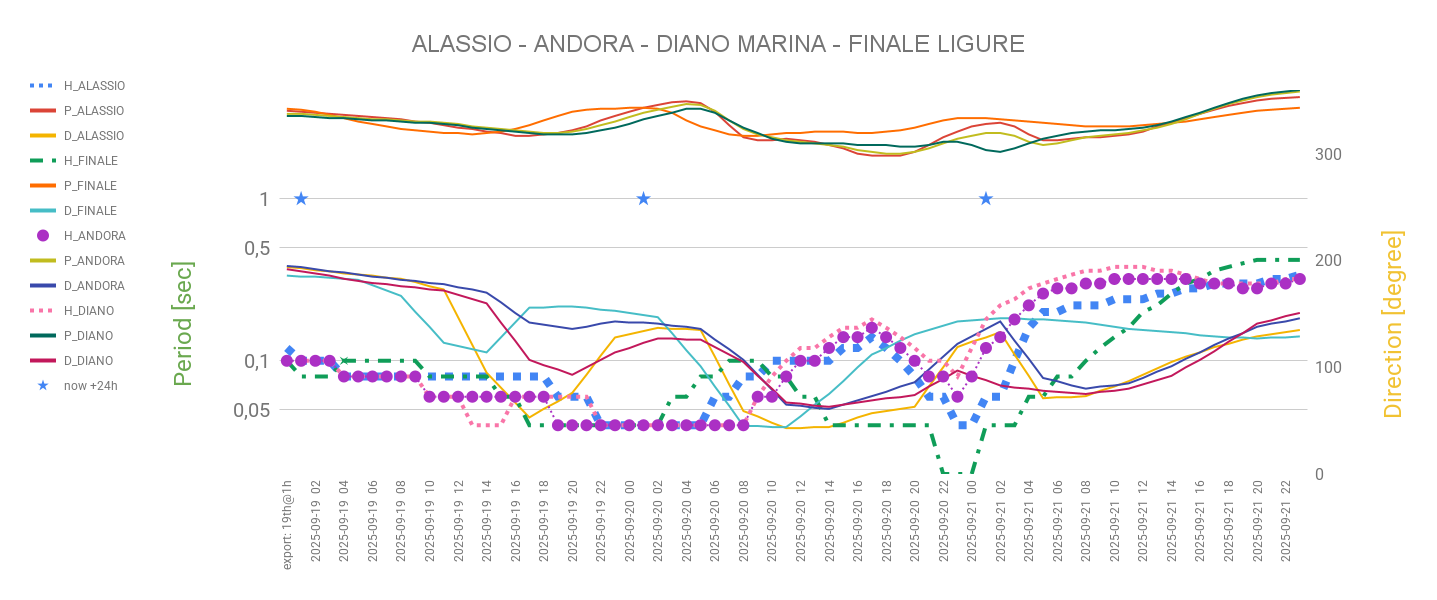 ALASSIO - ANDORA - DIANO MARINA - FINALE LIGURE
H_ALASSIO
P_ALASSIO
D_ALASSIO
H_FINALE
P_FINALE
D_FINALE
H_ANDORA
P_ANDORA
D_ANDORA
H_DIANO
P_DIANO
D_DIANO
now +24h
Period [sec]
1
0,5
0,1
0,05
300
200
100
0
Direction [degree]
export: 19th@1h
2025-09-19 02
2025-09-19 04
2025-09-19 06
2025-09-19 08
2025-09-19 10
2025-09-19 12
2025-09-19 14
2025-09-19 16
2025-09-19 18
2025-09-19 20
2025-09-19 22
2025-09-20 00
2025-09-20 02
2025-09-20 04
2025-09-20 06
2025-09-20 08
2025-09-20 10
2025-09-20 12
2025-09-20 14
2025-09-20 16
2025-09-20 18
2025-09-20 20
2025-09-20 22
2025-09-21 00
2025-09-21 02
2025-09-21 04
2025-09-21 06
2025-09-21 08
2025-09-21 10
2025-09-21 12
2025-09-21 14
2025-09-21 16
2025-09-21 18
2025-09-21 20
2025-09-21 22